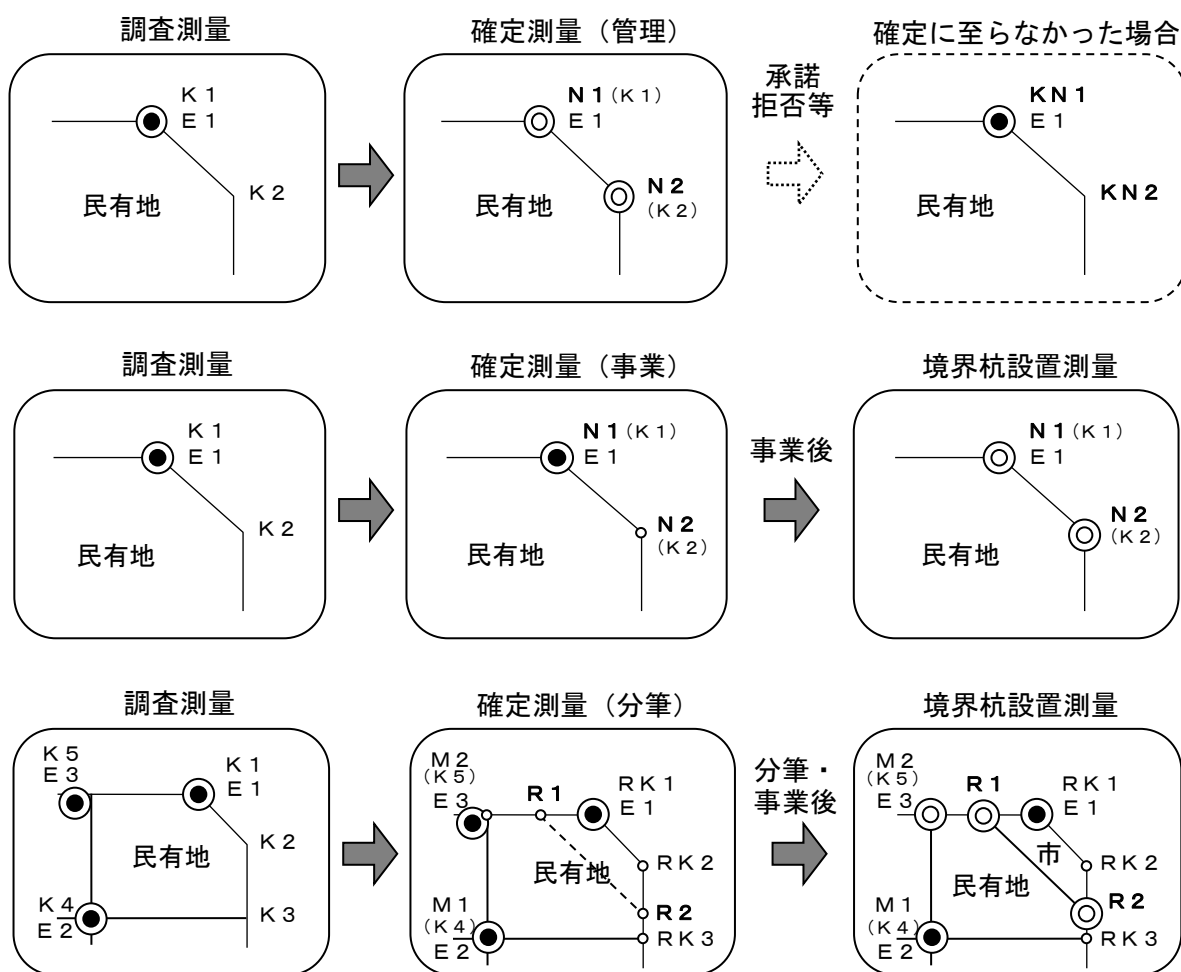 調査測量
K1
E1
K2
民有地
確定測量(管理)
N1(K1)
E1
N2
(K2)
民有地
承諾
拒否等
確定に至らなかった場合
KN1
E1
KN2
民有地
調査測量
K1
E1
K2
民有地
確定測量(事業)
N1(K1)
E1
N2
(K2)
民有地
事業後
境界杭設置測量
N1(K1)
E1
N2
(K2)
民有地
調査測量
K5
E3
K1
E1
K2
民有地
K4
E2
K3
確定測量(分筆)
M2
(K5)
E3
R1
RK1
E1
RK2
民有地
R2
M1
(K4)
E2
RK3
分筆・
事業後
境界杭設置測量
M2
(K5)
E3
R1
RK1
E1
市
RK2
民有地
R2
M1
(K4)
E2
RK3